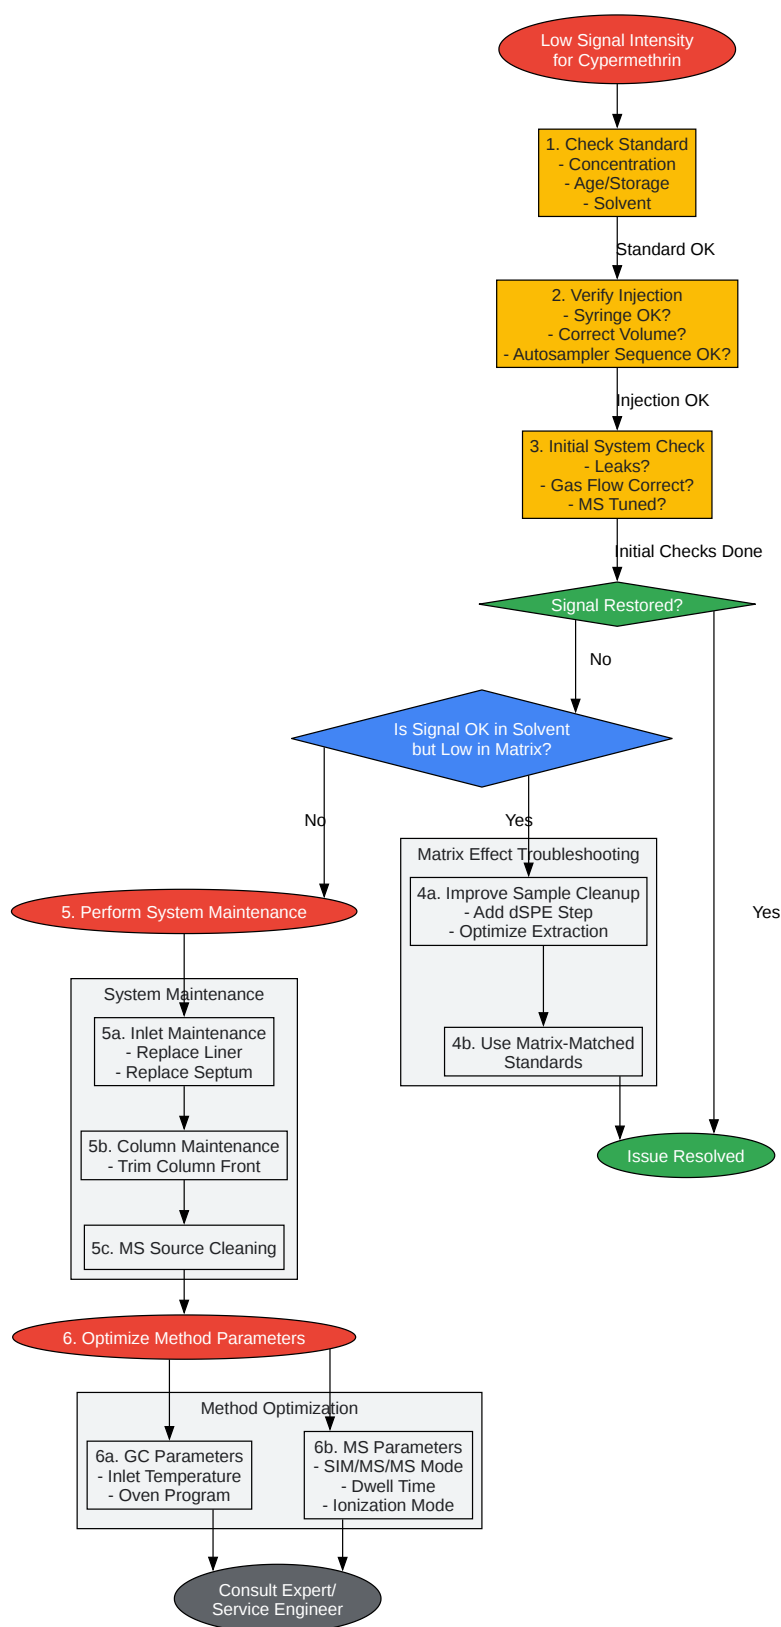 Low Signal Intensity
for Cypermethrin
1. Check Standard
- Concentration
- Age/Storage
- Solvent
Standard OK
2. Verify Injection
- Syringe OK?
- Correct Volume?
- Autosampler Sequence OK?
Injection OK
3. Initial System Check
- Leaks?
- Gas Flow Correct?
- MS Tuned?
Initial Checks Done
Signal Restored?
No
Is Signal OK in Solvent
but Low in Matrix?
No
Yes
Matrix Effect Troubleshooting
4a. Improve Sample Cleanup
- Add dSPE Step
- Optimize Extraction
Yes
5. Perform System Maintenance
System Maintenance
5a. Inlet Maintenance
- Replace Liner
- Replace Septum
4b. Use Matrix-Matched
Standards
5b. Column Maintenance
- Trim Column Front
Issue Resolved
5c. MS Source Cleaning
6. Optimize Method Parameters
Method Optimization
6a. GC Parameters
- Inlet Temperature
- Oven Program
6b. MS Parameters
- SIM/MS/MS Mode
- Dwell Time
- Ionization Mode
Consult Expert/
Service Engineer